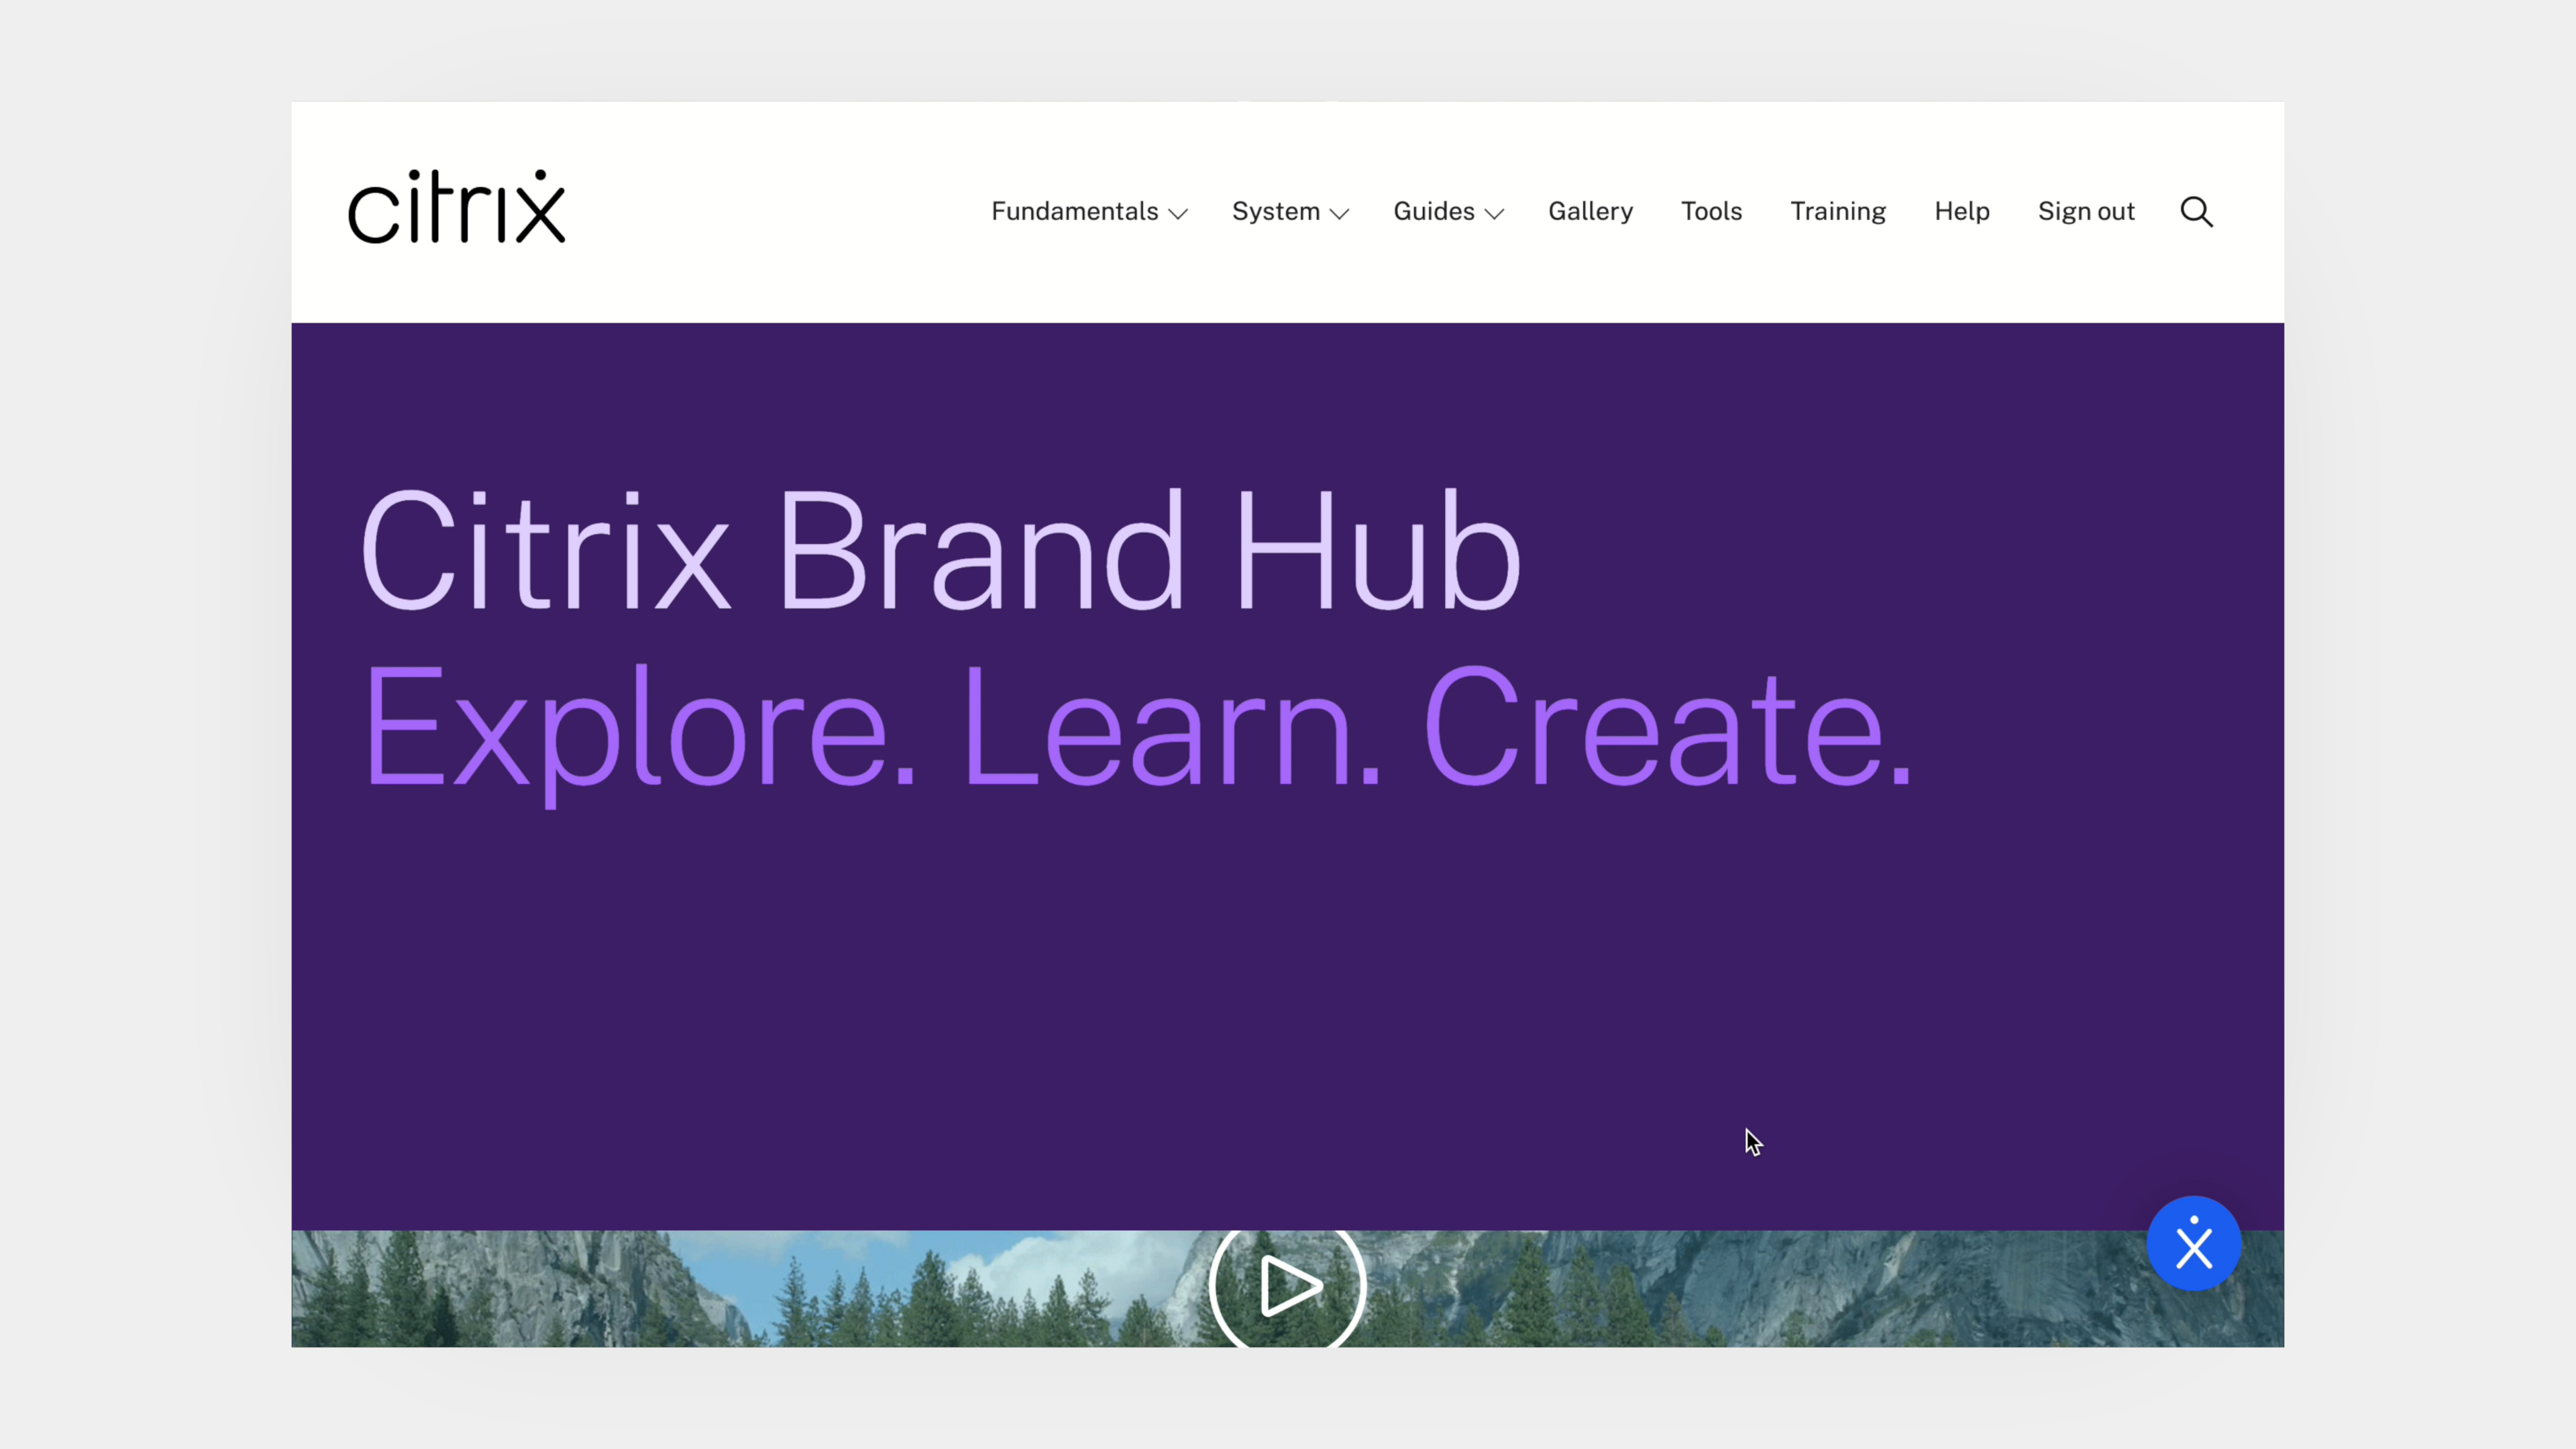 citrix
Fundamentals System Guides Gallery Tools Training Help Sign out
Citrix Brand Hub
Explore. Learn. Create.